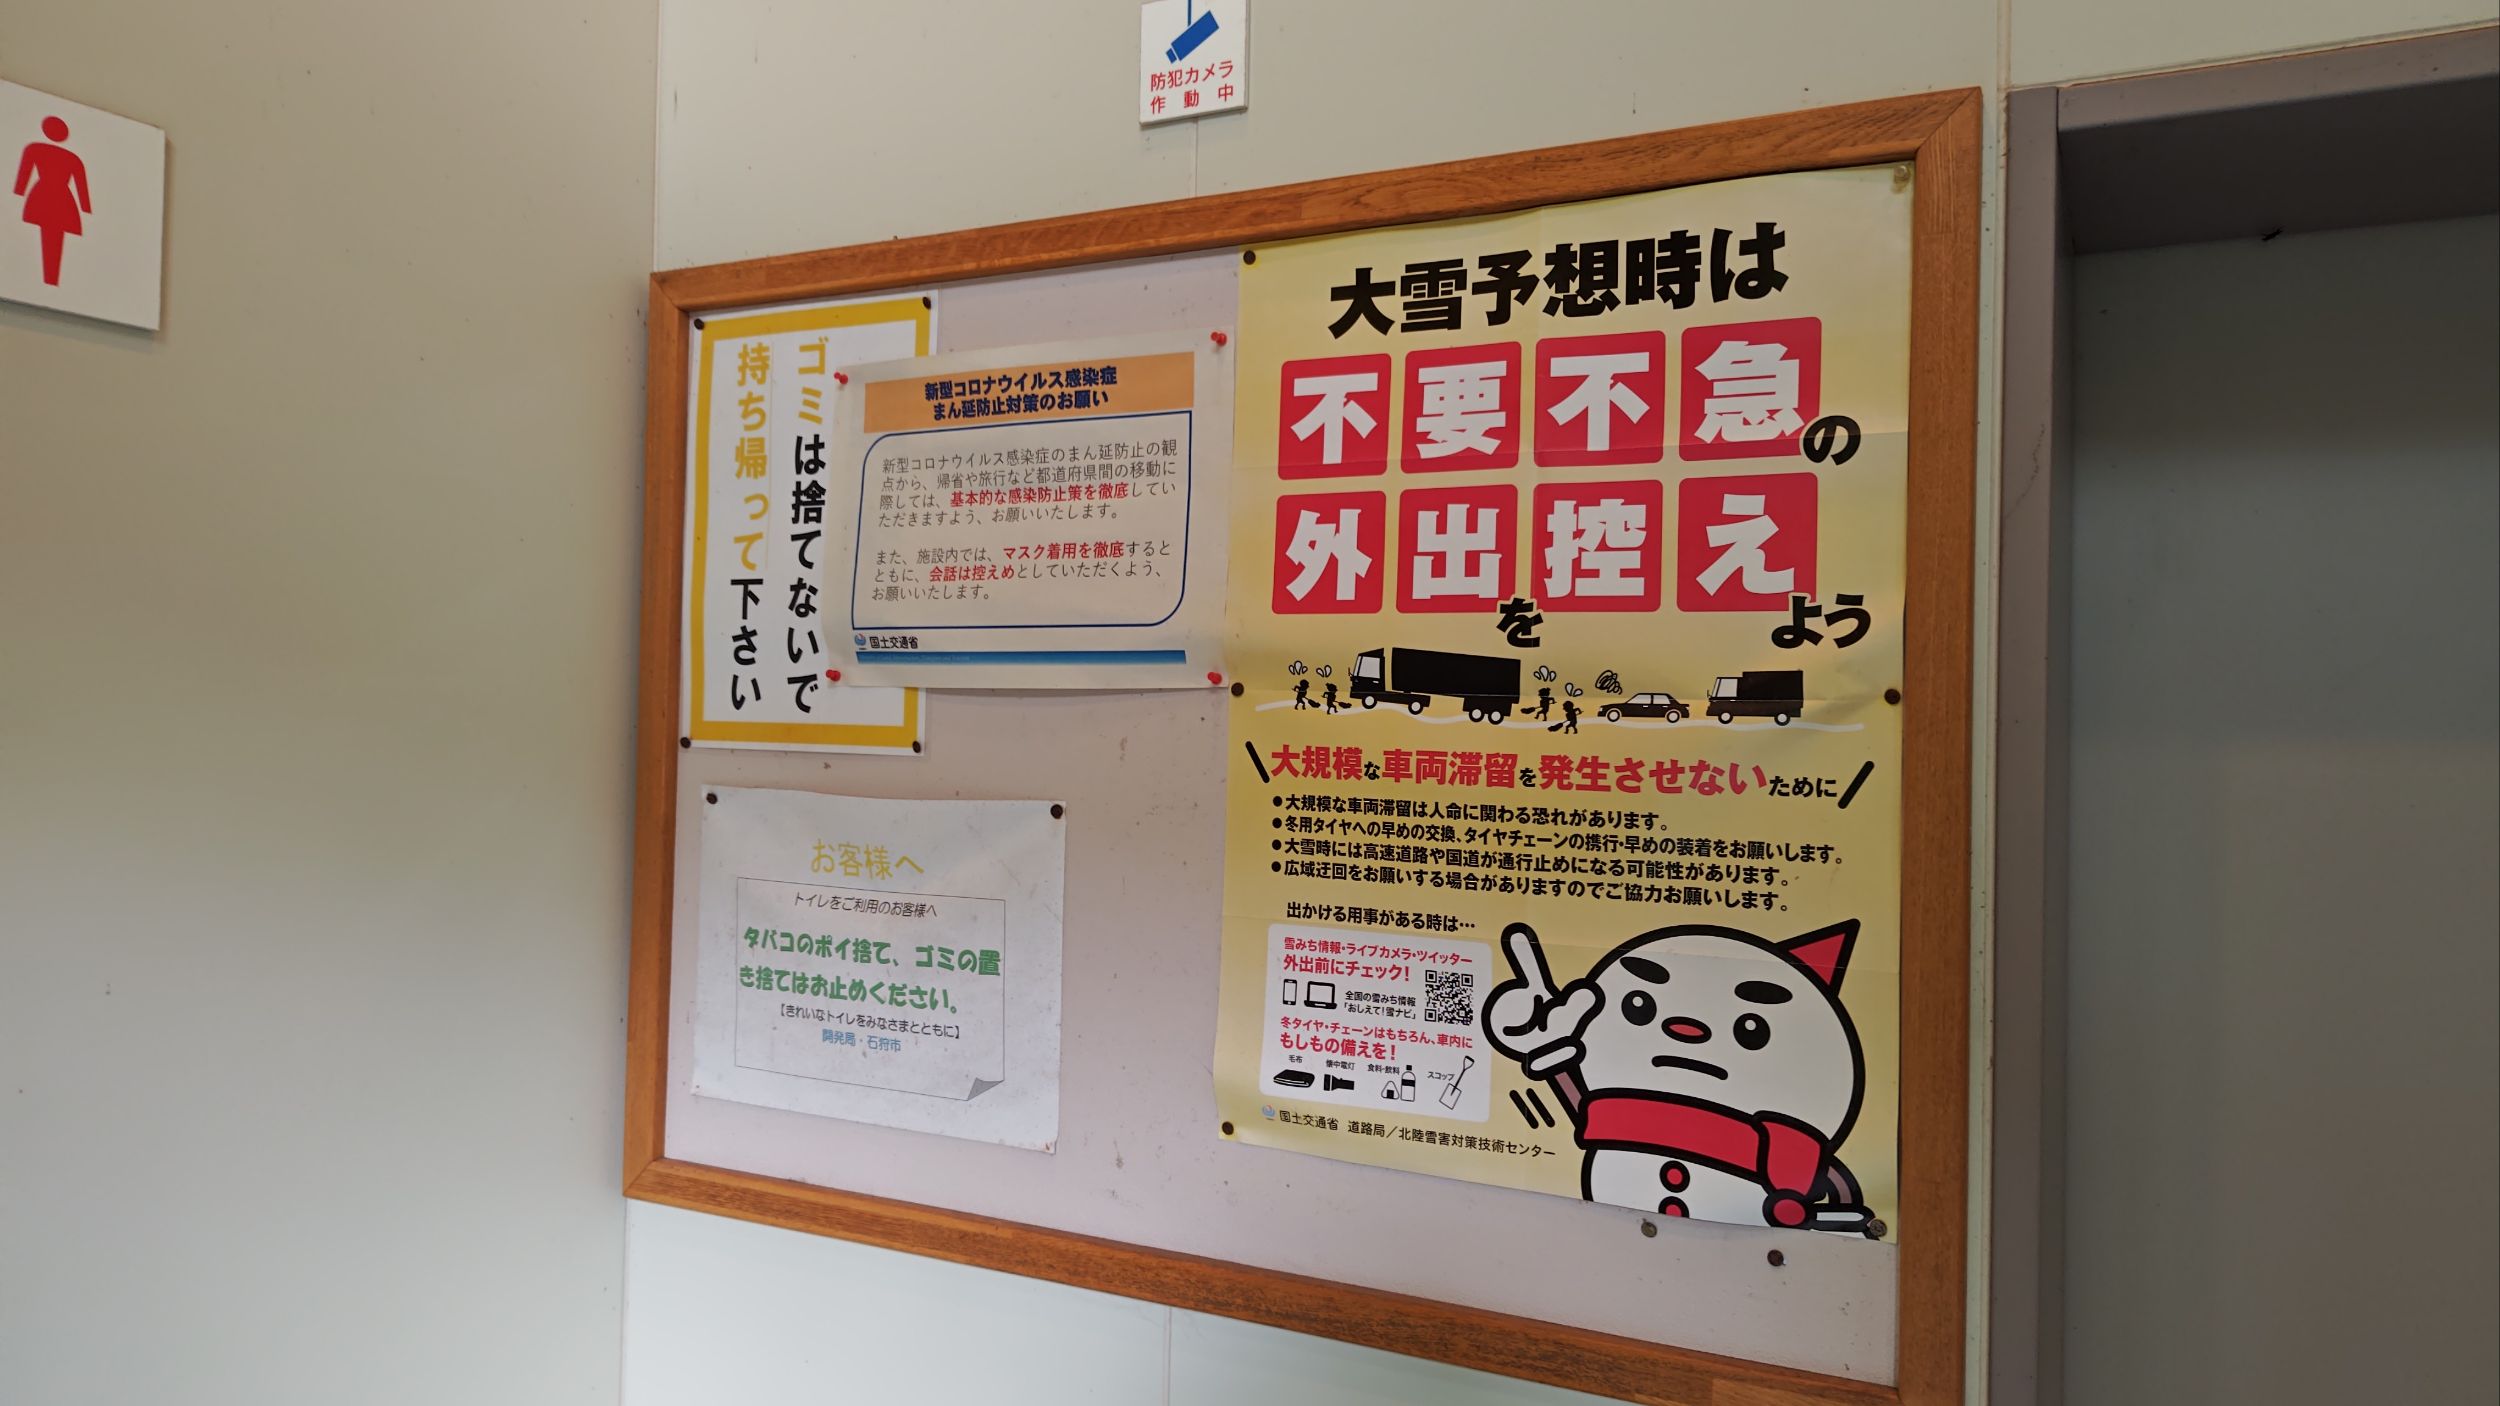 防犯カメラ
作動中
ゴミは捨てないで
持ち帰って下さい
新型コロナウイルス感染症
まん延防止対策のお願い
新型コロナウイルス感染症のまん延防止の観
点から、帰省や旅行など都道府県間の移動に
際しては、基本的な感染防止策を徹底してい
ただきますよう、お願いいたします。
また、施設内では、マスク着用を徹底すると
ともに、会話は控えめとしていただくよう、
お願いいたします。
国土交通省
お客様へ
トイレをご利用のお客様へ
タバコのポイ捨て、ゴミの置
き捨てはお止めください。
【きれいなトイレをみなさまとともに】
開発局・石狩市
大雪予想時は
不要不急の
外出を控えよう
大規模な車両滞留を発生させないために
●大規模な車両滞留は人命に関わる恐れがあります。
●冬用タイヤへの早めの交換、タイヤチェーンの携行・早めの装着をお願いします。
●大雪時には高速道路や国道が通行止めになる可能性があります。
●広域迂回をお願いする場合がありますのでご協力お願いします。
出かける用事がある時は…
雪みち情報・ライブカメラ・ツイッター
外出前にチェック!
全国の雪みち情報
「おしえて!雪ナビ」
冬タイヤ・チェーンはもちろん、車内に
もしもの備えを!
毛布 懐中電灯 食料・飲料 スコップ
国土交通省 道路局/北陸雪害対策技術センター